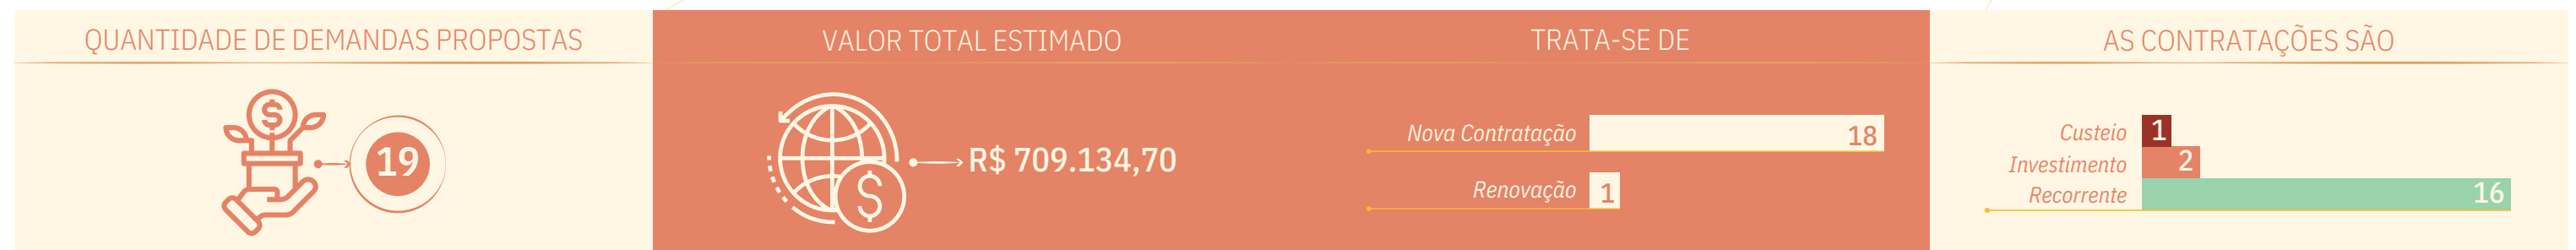 QUANTIDADE DE DEMANDAS PROPOSTAS
$
19
VALOR TOTAL ESTIMADO
$
R$ 709.134,70
TRATA-SE DE
Nova Contratação 18
Renovação 1
AS CONTRATAÇÕES SÃO
Custeio 1
Investimento 2
Recorrente 16